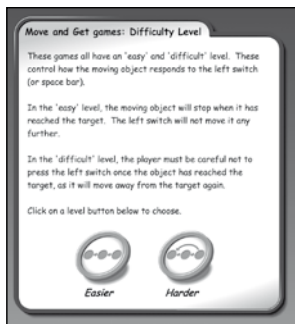 Move and Get games: Difficulty Level
These games all have an 'easy' and 'difficult' level. These
control how the moving object responds to the left switch
(or space bar).
In the 'easy' level, the moving object will stop when it has
reached the target. The left switch will not move it any
further.
In the 'difficult' level, the player must be careful not to
press the left switch once the object has reached the
target, as it will move away from the target again.
Click on a level button below to choose.
Easier Harder